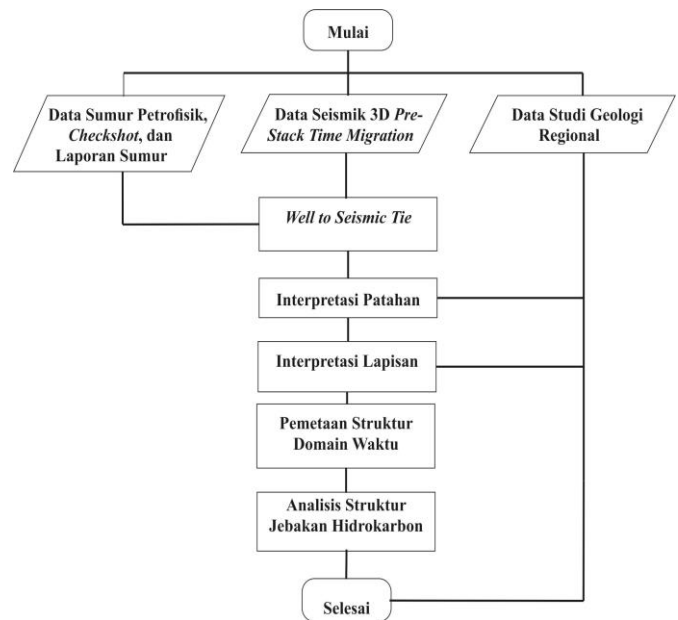 Mulai
Data Sumur Petrofisik,
Checkshot, dan
Laporan Sumur
Data Seismik 3D Pre-
Stack Time Migration
Data Studi Geologi
Regional
Well to Seismic Tie
Interpretasi Patahan
Interpretasi Lapisan
Pemetaan Struktur
Domain Waktu
Analisis Struktur
Jebakan Hidrokarbon
Selesai